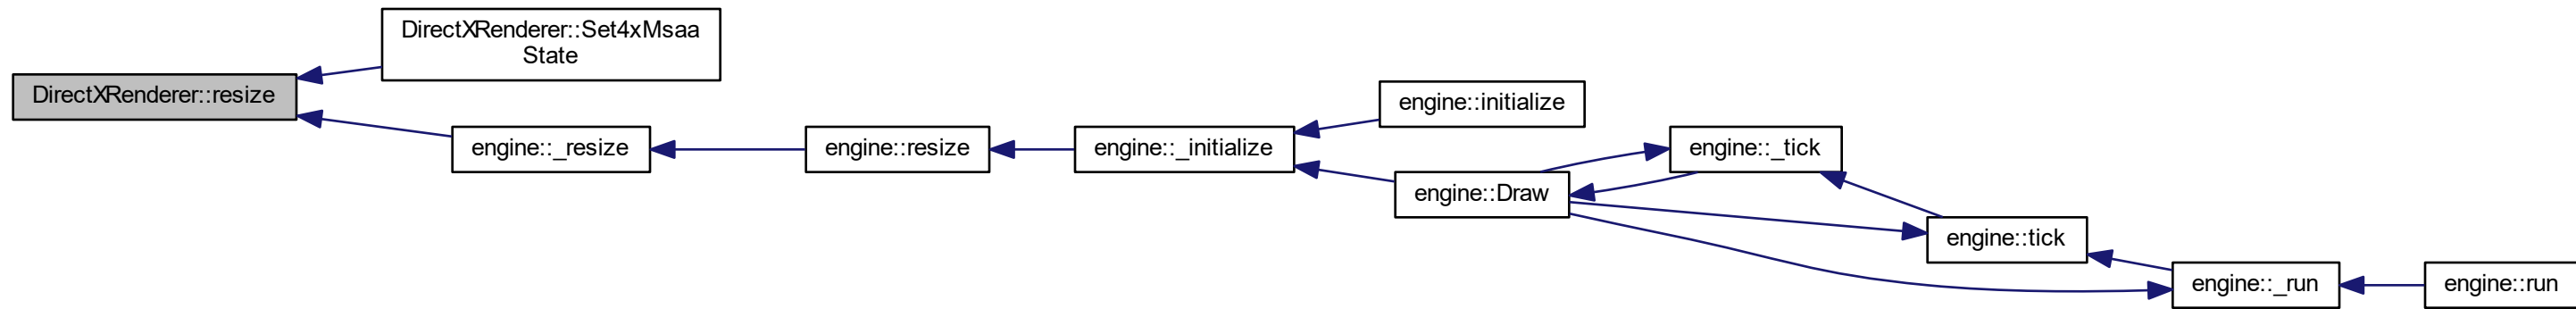 DirectXRenderer::Set4xMsaa
State
DirectXRenderer::resize
engine::_resize
engine::resize
engine::_initialize
engine::initialize
engine::Draw
engine::_tick
engine::tick
engine::_run
engine::run